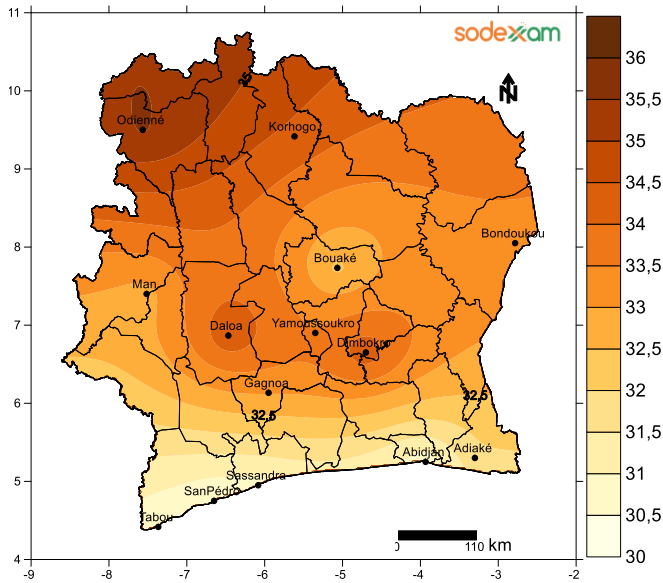 11
sodexam
36
35
10
35,5
Odienné
Korhogo
N
35
9
34,5
34
8
Bondoukou
Bouaké
33,5
Man
33
7
Daloa
Yamoussoukro
Dimbokro
32,5
Gagnoa
6
32,5
32,5
32
Abidjan
Adiaké
31,5
5
Sassandra
31
SanPédro
Tabou
30,5
0
110 km
30
4
-9
-8
-7
-6
-5
-4
-3
-2